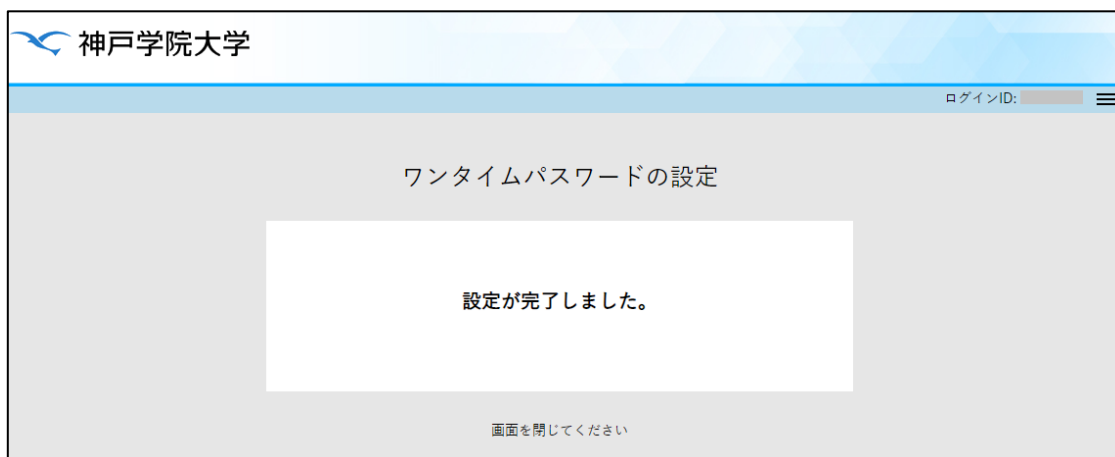 神戸学院大学
ログインID:
ワンタイムパスワードの設定
設定が完了しました。
画面を閉じてください